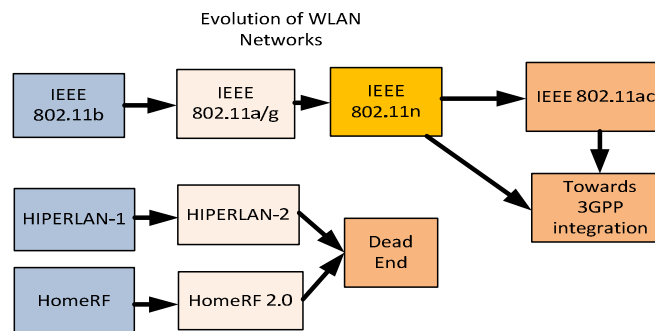 Evolution of WLAN
Networks
IEEE
802.11b
IEEE
802.11a/g
IEEE
802.11n
IEEE 802.11ac
HIPERLAN-1
HIPERLAN-2
Dead
End
Towards
3GPP
integration
HomeRF
HomeRF 2.0